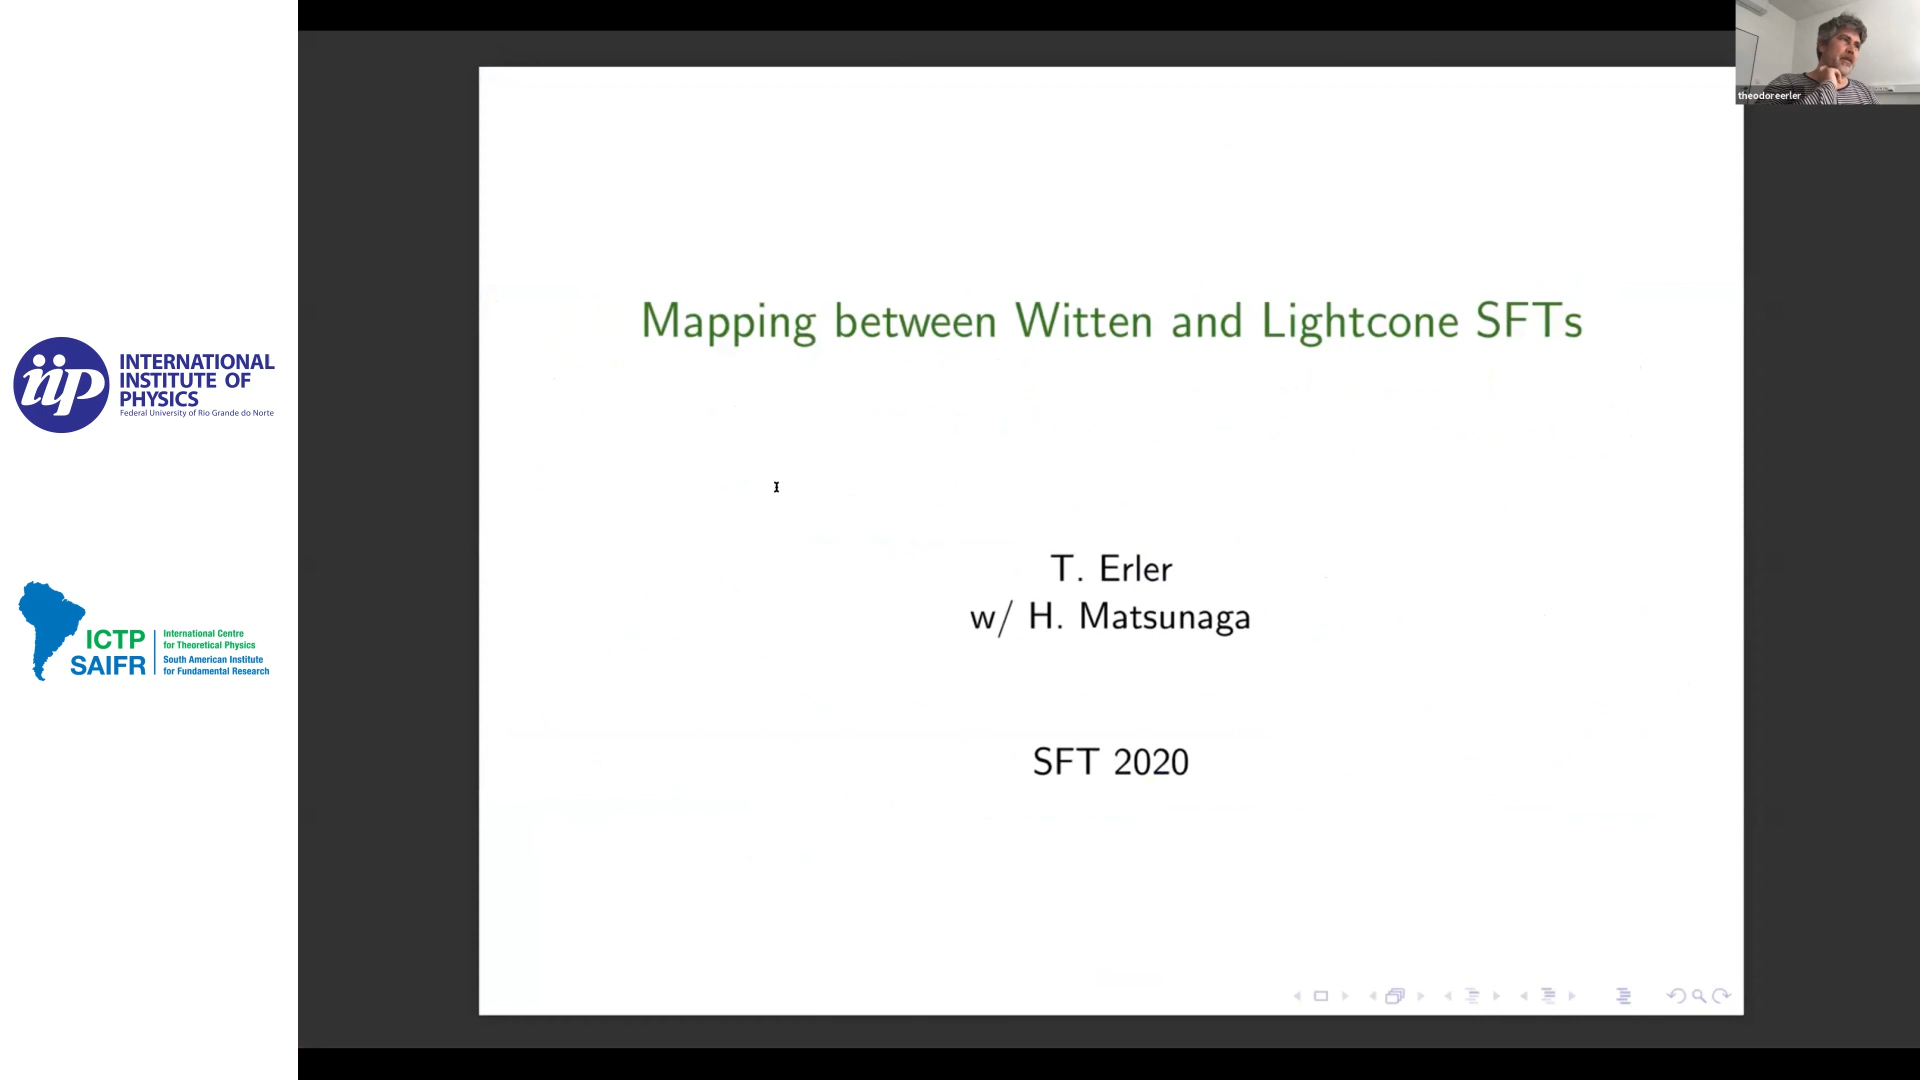 iip
INTERNATIONAL
INSTITUTE OF
PHYSICS
Federal University of Rio Grande do Norte
ICTP
SAIFR
International Centre
for Theoretical Physics
South American Institute
for Fundamental Research
theodoreerler
Mapping between Witten and Lightcone SFTs
T. Erler
w/ H. Matsunaga
SFT 2020